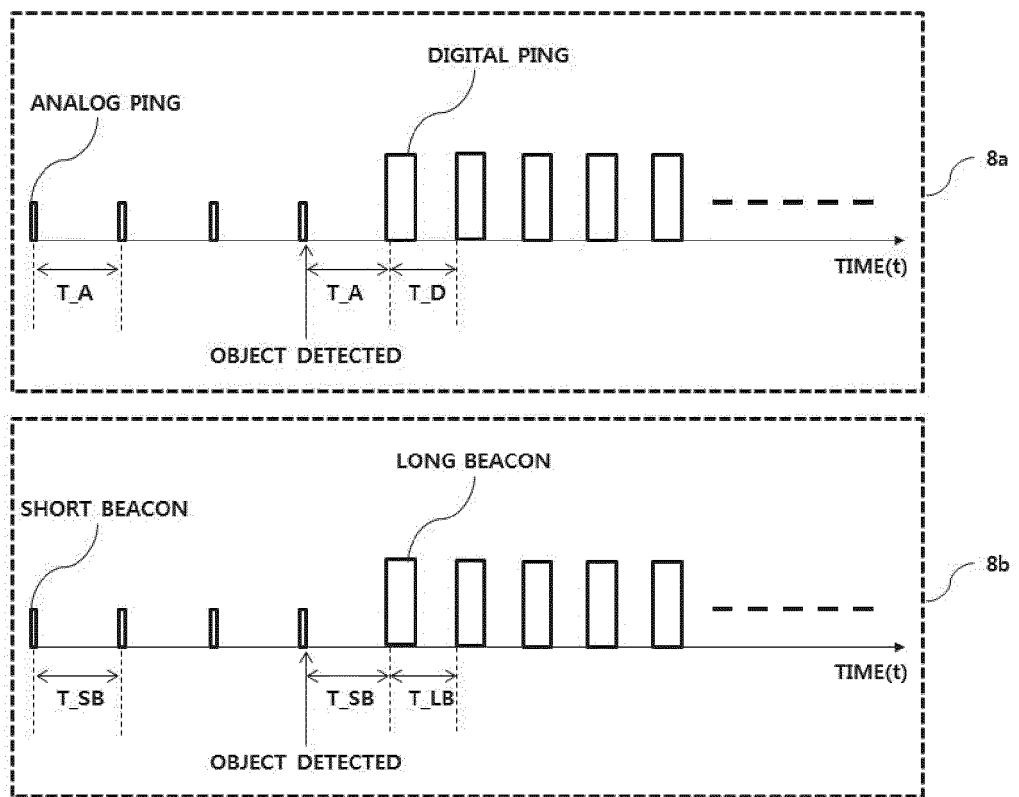 DIGITAL PING
ANALOG PING
8a
TIME(t)
T_A
T_A
T_D
OBJECT DETECTED
LONG BEACON
SHORT BEACON
8b
TIME(t)
T_SB
T_SB
T_LB
OBJECT DETECTED